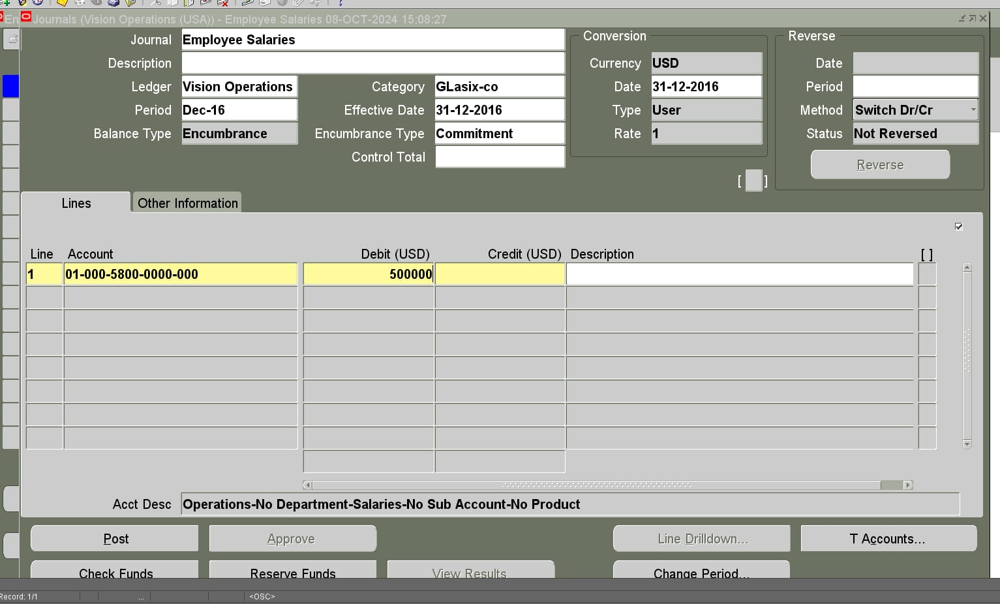 En Journals (Vision Operations (USA)) - Employee Salaries 08-OCT-2024 15:08:27
Journal Employee Salaries
Description
Ledger Vision Operations Category GLasix-co
Period Dec-16 Effective Date 31-12-2016
Balance Type Encumbrance Encumbrance Type Commitment
Control Total
Conversion
Currency USD
Date 31-12-2016
Type User
Rate 1
Reverse
Date
Period
Method Switch Dr/Cr
Status Not Reversed
Reverse
[ ]
Lines Other Information
Line Account Debit (USD) Credit (USD) Description [ ]
1 01-000-5800-0000-000 500000
Acct Desc Operations-No Department-Salaries-No Sub Account-No Product
Post Approve Line Drilldown... T Accounts...
Check Funds Reserve Funds View Results Change Period...
Record: 1/1 ... <OSC>